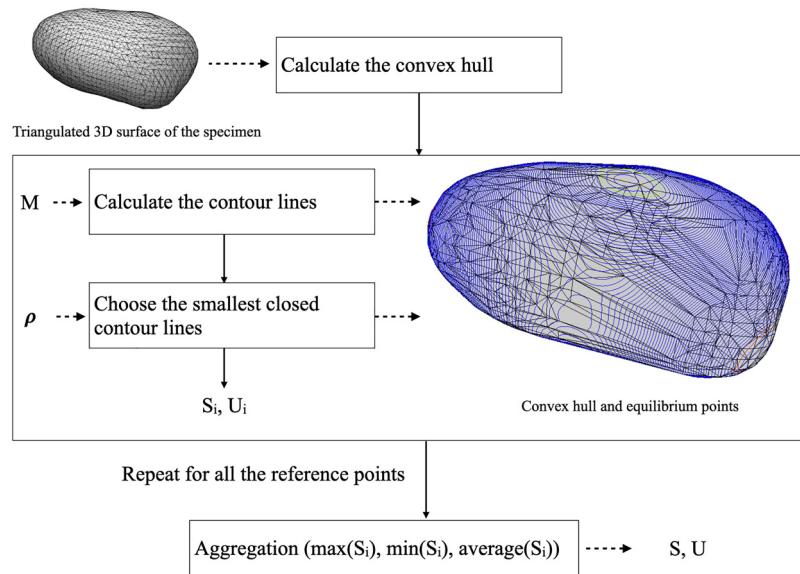 Calculate the convex hull
Triangulated 3D surface of the specimen
M
Calculate the contour lines
ρ
Choose the smallest closed
contour lines
Sᵢ, Uᵢ
Convex hull and equilibrium points
Repeat for all the reference points
Aggregation (max(Sᵢ), min(Sᵢ), average(Sᵢ))
S, U